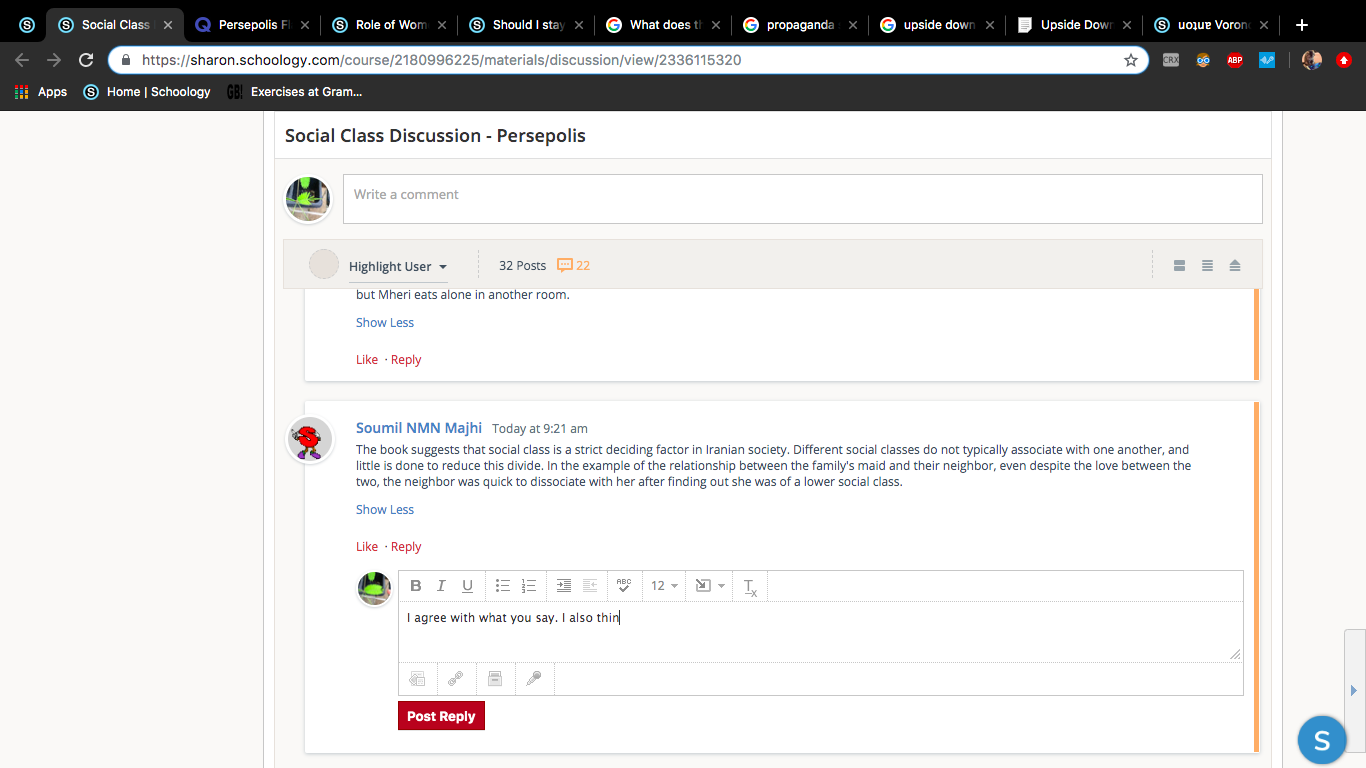 Social Class
Persepolis Fl
Role of Wom
Should I stay
What does th
propaganda
upside down
Upside Dow
https://sharon.schoology.com/course/2180996225/materials/discussion/view/2336115320
CRX
ABP
Apps
S
Home | Schoology
GB!
Exercises at Gram...
Social Class Discussion - Persepolis
Write a comment
Highlight User
32 Posts
22
but Mheri eats alone in another room.
Show Less
Like · Reply
Soumil NMN Majhi Today at 9:21 am
The book suggests that social class is a strict deciding factor in Iranian society. Different social classes do not typically associate with one another, and
little is done to reduce this divide. In the example of the relationship between the family's maid and their neighbor, even despite the love between the
two, the neighbor was quick to dissociate with her after finding out she was of a lower social class.
Show Less
Like · Reply
B I U
ABC
12
Tx
I agree with what you say. I also thin
Post Reply
S